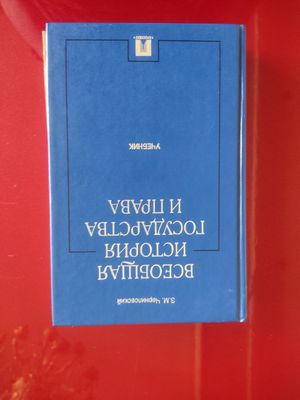 З.М. Черниловский
ВСЕОБЩАЯ
ИСТОРИЯ
ГОСУДАРСТВА
И ПРАВА
УЧЕБНИК